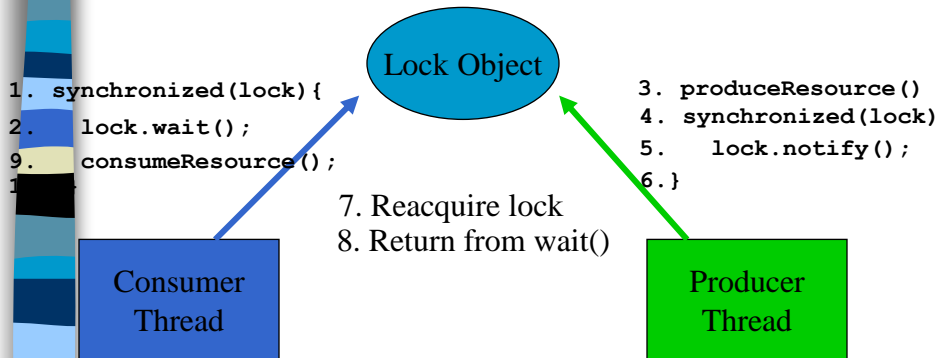 Lock Object
1. synchronized(lock){
2. lock.wait();
9. consumeResource();
1 }
3. produceResource()
4. synchronized(lock)
5. lock.notify();
6.}
7. Reacquire lock
8. Return from wait()
Consumer
Thread
Producer
Thread